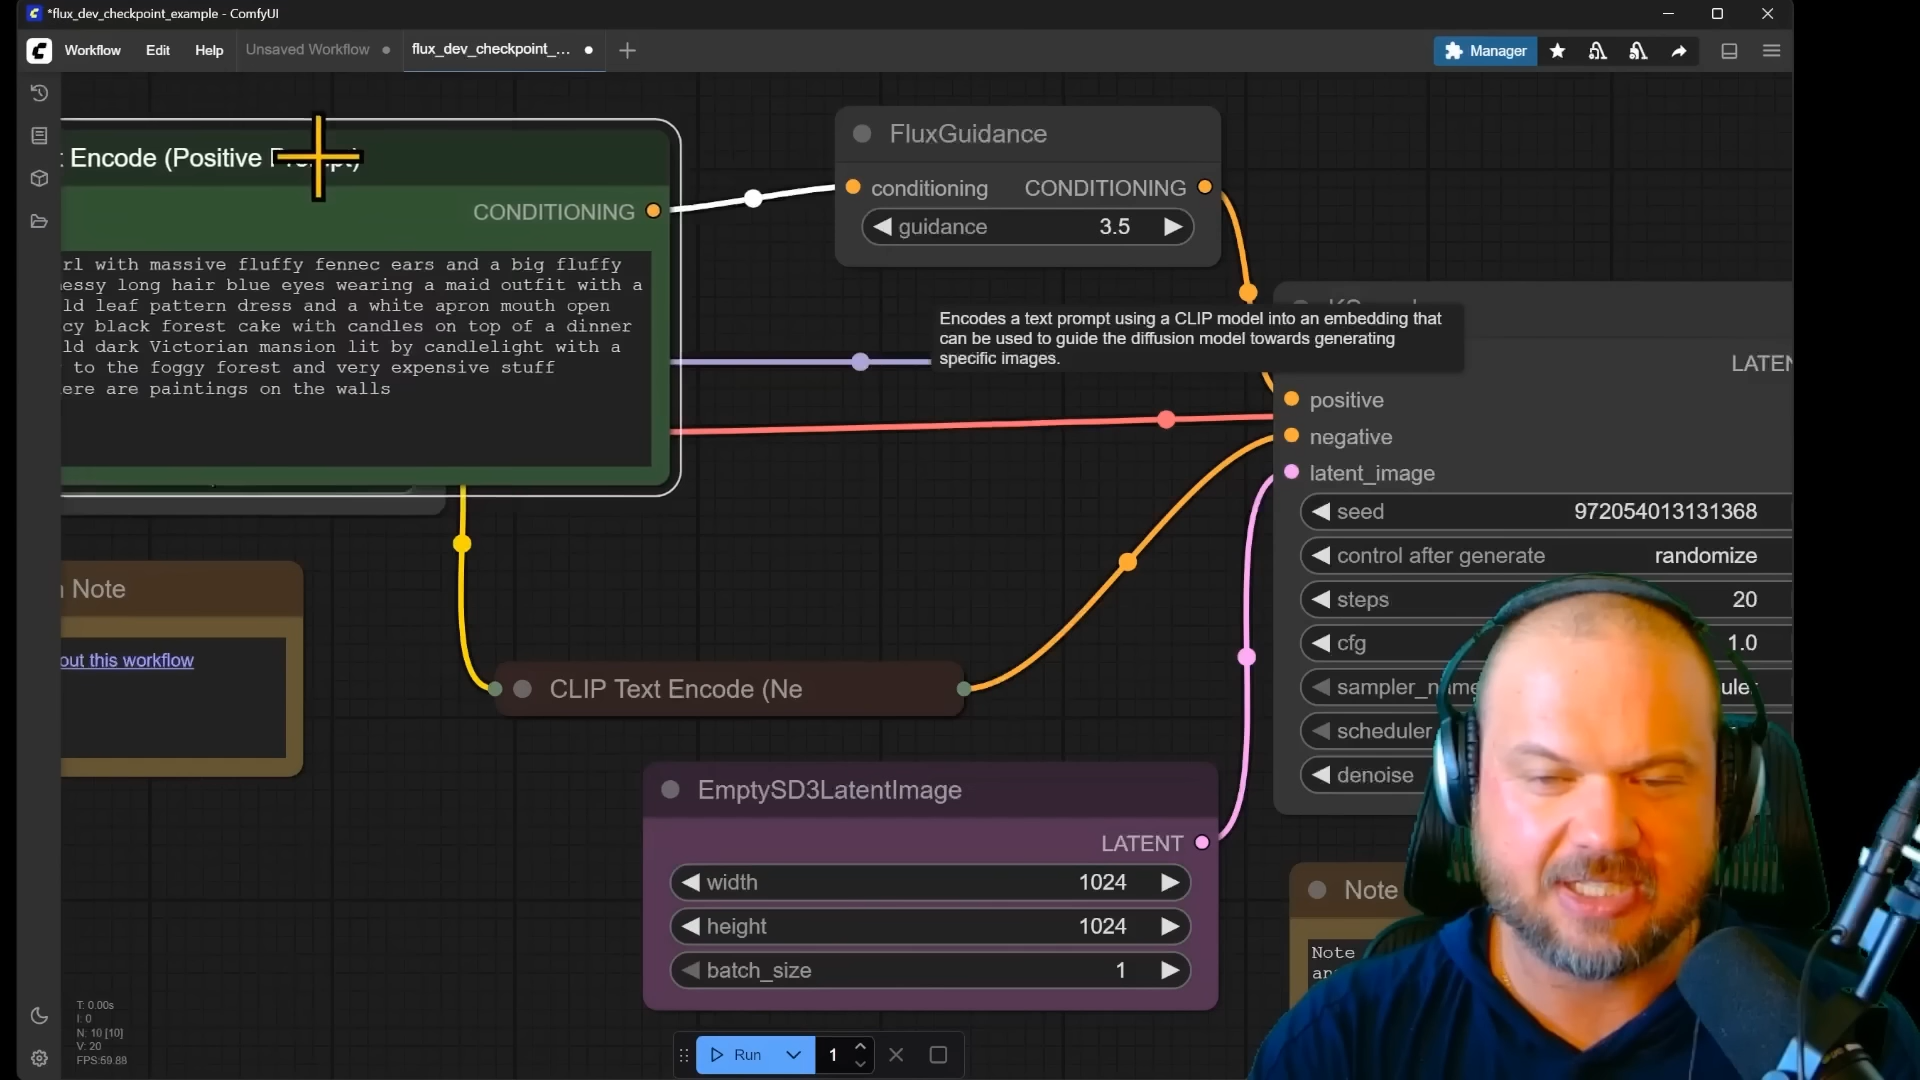 *flux_dev_checkpoint_example - ComfyUI
Workflow
Edit
Help
Unsaved Workflow
flux_dev_checkpoint_...
Manager
Encode (Positive Prompt)
CONDITIONING
rl with massive fluffy fennec ears and a big fluffy
essy long hair blue eyes wearing a maid outfit with a
ld leaf pattern dress and a white apron mouth open
cy black forest cake with candles on top of a dinner
ld dark Victorian mansion lit by candlelight with a
to the foggy forest and very expensive stuff
ere are paintings on the walls
FluxGuidance
conditioning
CONDITIONING
guidance
3.5
Encodes a text prompt using a CLIP model into an embedding that
can be used to guide the diffusion model towards generating
specific images.
LATEN
positive
negative
latent_image
seed
972054013131368
control after generate
randomize
steps
20
cfg
1.0
sampler_name
uler
scheduler
denoise
Note
out this workflow
CLIP Text Encode (Ne
EmptySD3LatentImage
LATENT
width
1024
height
1024
batch_size
1
Note
Note
T: 0.00s
I: 0
N: 10 [10]
V: 20
FPS:59.88
Run
1